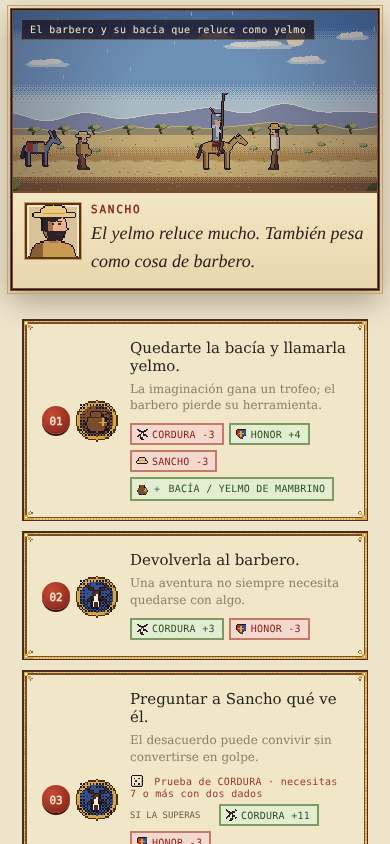 El barbero y su bacía que reluce como yelmo
SANCHO
El yelmo reluce mucho. También pesa
como cosa de barbero.
01
Quedarte la bacía y llamarla
yelmo.
La imaginación gana un trofeo; el
barbero pierde su herramienta.
CORDURA -3 HONOR +4
SANCHO -3
+ BACÍA / YELMO DE MAMBRINO
02
Devolverla al barbero.
Una aventura no siempre necesita
quedarse con algo.
CORDURA +3 HONOR -3
03
Preguntar a Sancho qué ve
él.
El desacuerdo puede convivir sin
convertirse en golpe.
Prueba de CORDURA · necesitas
7 o más con dos dados
SI LA SUPERAS CORDURA +11
HONOR -3